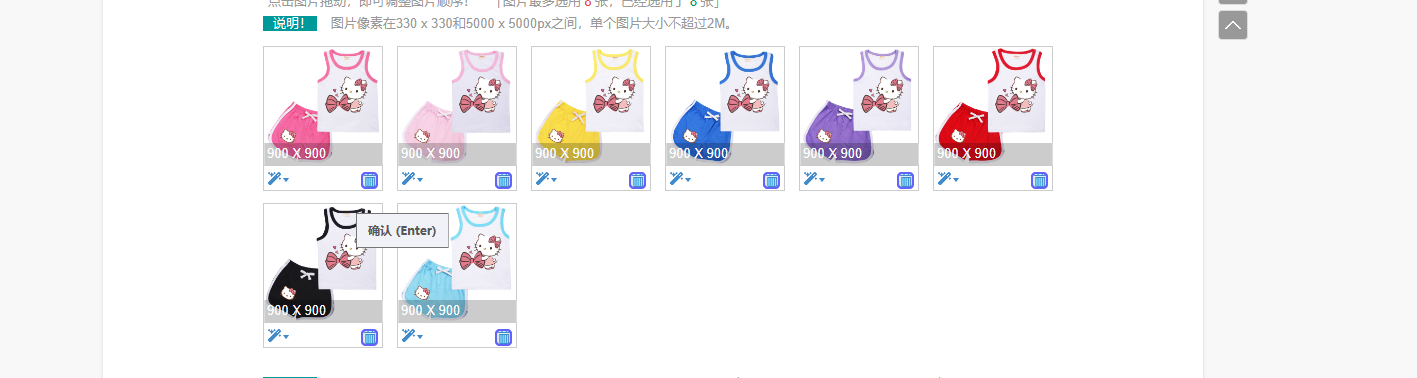 点击图片拖动，即可调整图片顺序！ 「图片最多选用 8 张，已经选用了 8 张」
说明！ 图片像素在330 x 330和5000 x 5000px之间，单个图片大小不超过2M。
900 X 900 900 X 900 900 X 900 900 X 900 900 X 900 900 X 900
确认 (Enter)
900 X 900 900 X 900